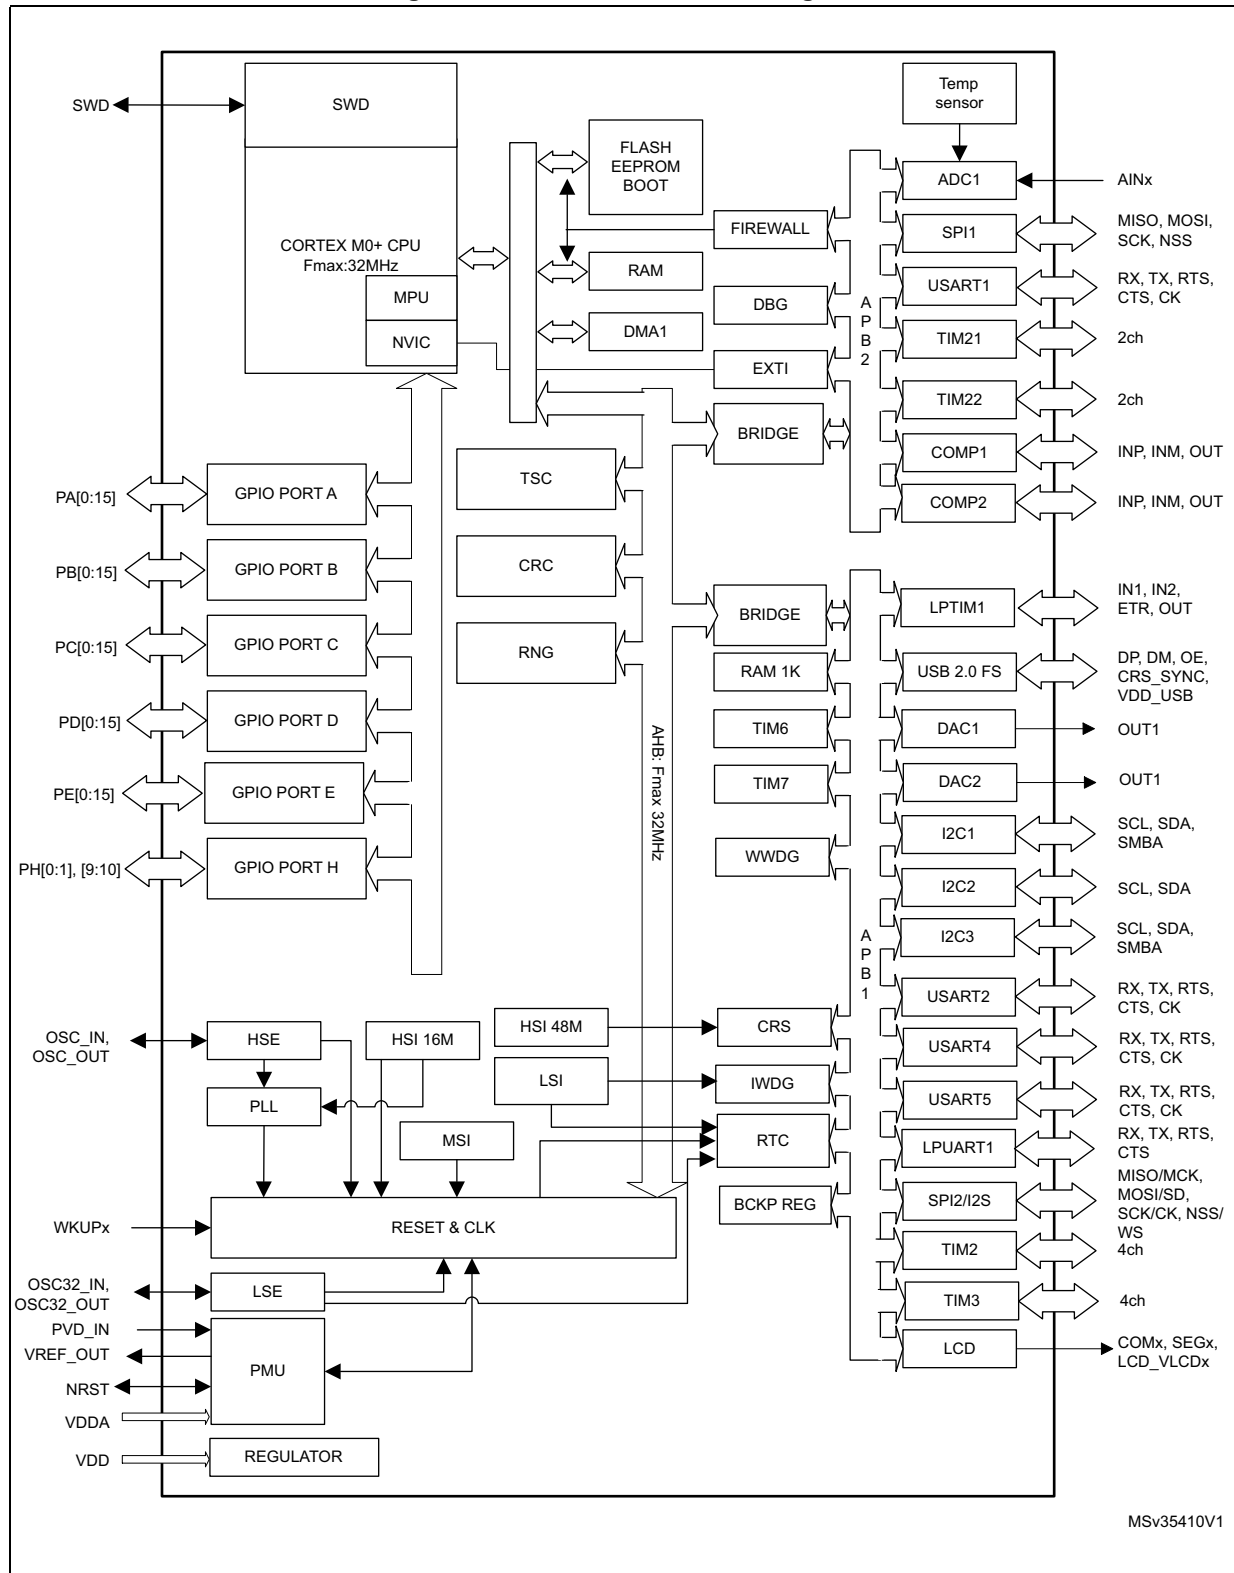 SWD
SWD
CORTEX M0+ CPU
Fmax:32MHz
MPU
NVIC
FLASH
EEPROM
BOOT
RAM
DMA1
FIREWALL
DBG
EXTI
BRIDGE
A
P
B
2
Temp
sensor
ADC1
AINx
SPI1
MISO, MOSI,
SCK, NSS
USART1
RX, TX, RTS,
CTS, CK
TIM21
2ch
TIM22
2ch
COMP1
INP, INM, OUT
COMP2
INP, INM, OUT
PA[0:15]
GPIO PORT A
PB[0:15]
GPIO PORT B
PC[0:15]
GPIO PORT C
PD[0:15]
GPIO PORT D
PE[0:15]
GPIO PORT E
PH[0:1], [9:10]
GPIO PORT H
TSC
CRC
RNG
AHB: Fmax 32MHz
BRIDGE
RAM 1K
TIM6
TIM7
WWDG
A
P
B
1
LPTIM1
IN1, IN2,
ETR, OUT
USB 2.0 FS
DP, DM, OE,
CRS_SYNC,
VDD_USB
DAC1
OUT1
DAC2
OUT1
I2C1
SCL, SDA,
SMBA
I2C2
SCL, SDA
I2C3
SCL, SDA,
SMBA
USART2
RX, TX, RTS,
CTS, CK
USART4
RX, TX, RTS,
CTS, CK
USART5
RX, TX, RTS,
CTS, CK
LPUART1
RX, TX, RTS,
CTS
SPI2/I2S
MISO/MCK,
MOSI/SD,
SCK/CK, NSS/
WS
TIM2
4ch
TIM3
4ch
LCD
COMx, SEGx,
LCD_VLCDx
OSC_IN,
OSC_OUT
HSE
HSI 16M
PLL
MSI
HSI 48M
LSI
CRS
IWDG
RTC
BCKP REG
WKUPx
RESET & CLK
OSC32_IN,
OSC32_OUT
LSE
PVD_IN
VREF_OUT
NRST
VDDA
PMU
VDD
REGULATOR
MSv35410V1